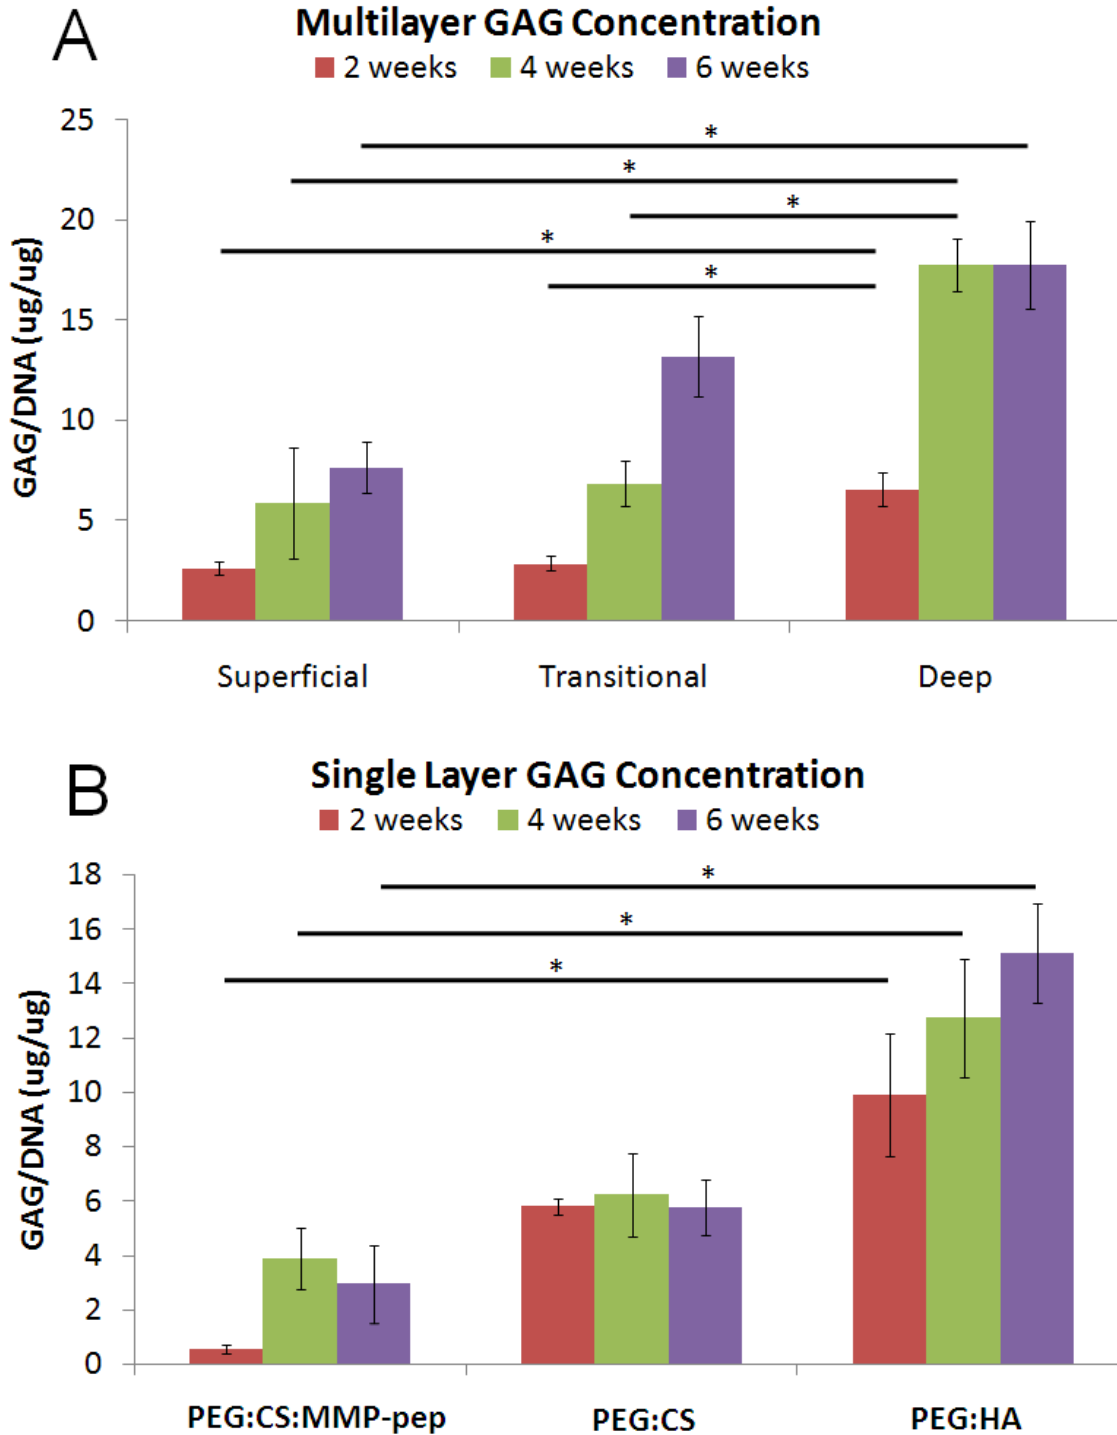 A
Multilayer GAG Concentration
2 weeks 4 weeks 6 weeks
GAG/DNA (ug/ug)
25
20
15
10
5
0
*
*
*
*
*
Superficial Transitional Deep
B
Single Layer GAG Concentration
2 weeks 4 weeks 6 weeks
GAG/DNA (ug/ug)
18
16
14
12
10
8
6
4
2
0
*
*
*
PEG:CS:MMP-pep PEG:CS PEG:HA